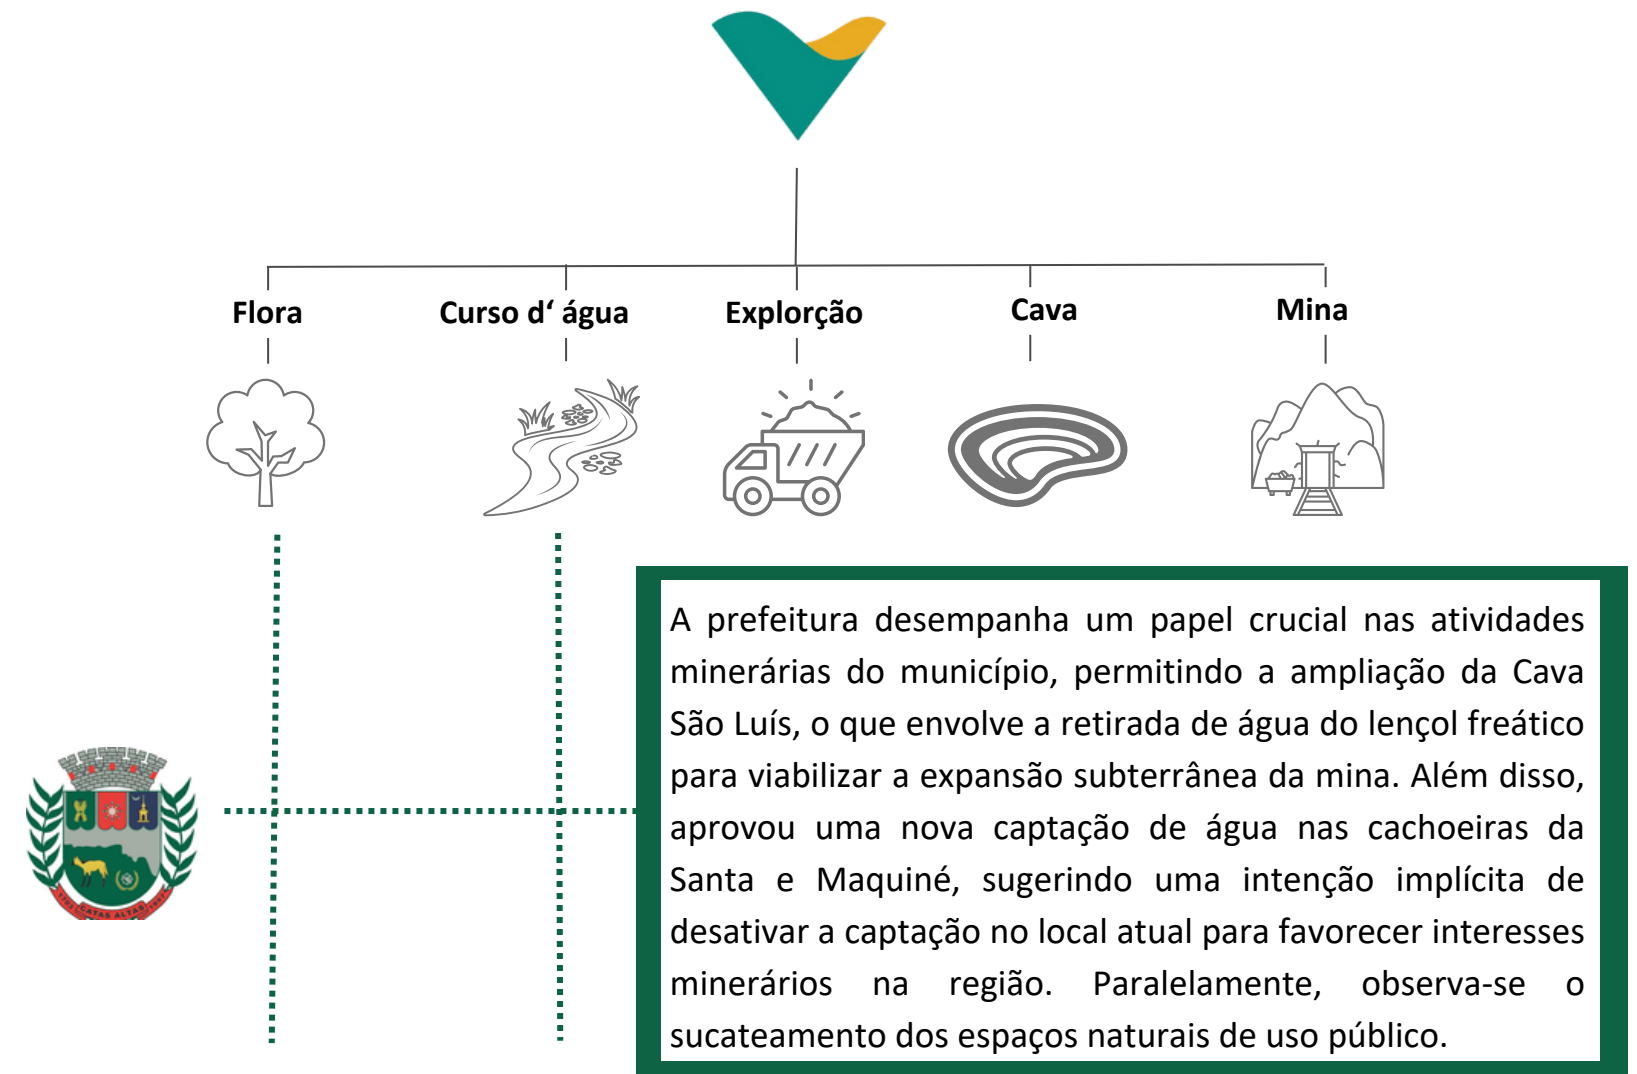 Flora
Curso d‘ água
Explorção
Cava
Mina
A prefeitura desempanha um papel crucial nas atividades
minerárias do município, permitindo a ampliação da Cava
São Luís, o que envolve a retirada de água do lençol freático
para viabilizar a expansão subterrânea da mina. Além disso,
aprovou uma nova captação de água nas cachoeiras da
Santa e Maquiné, sugerindo uma intenção implícita de
desativar a captação no local atual para favorecer interesses
minerários na região. Paralelamente, observa-se o
sucateamento dos espaços naturais de uso público.
CATAS ALTAS